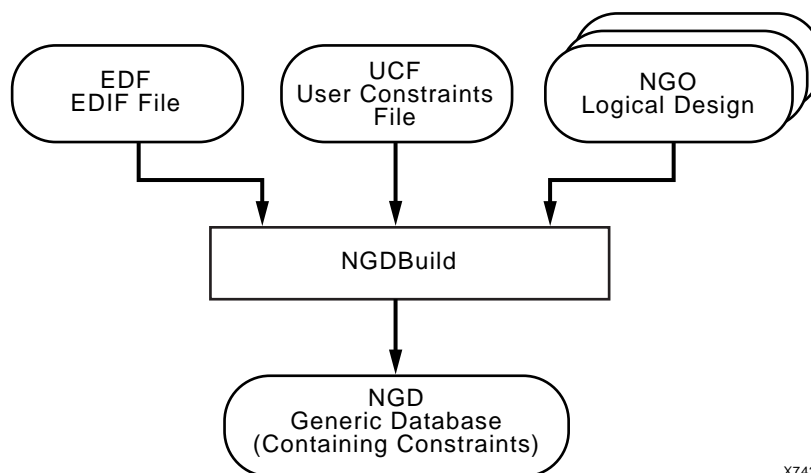 EDF
EDIF File
UCF
User Constraints
File
NGO
Logical Design
NGDBuild
NGD
Generic Database
(Containing Constraints)